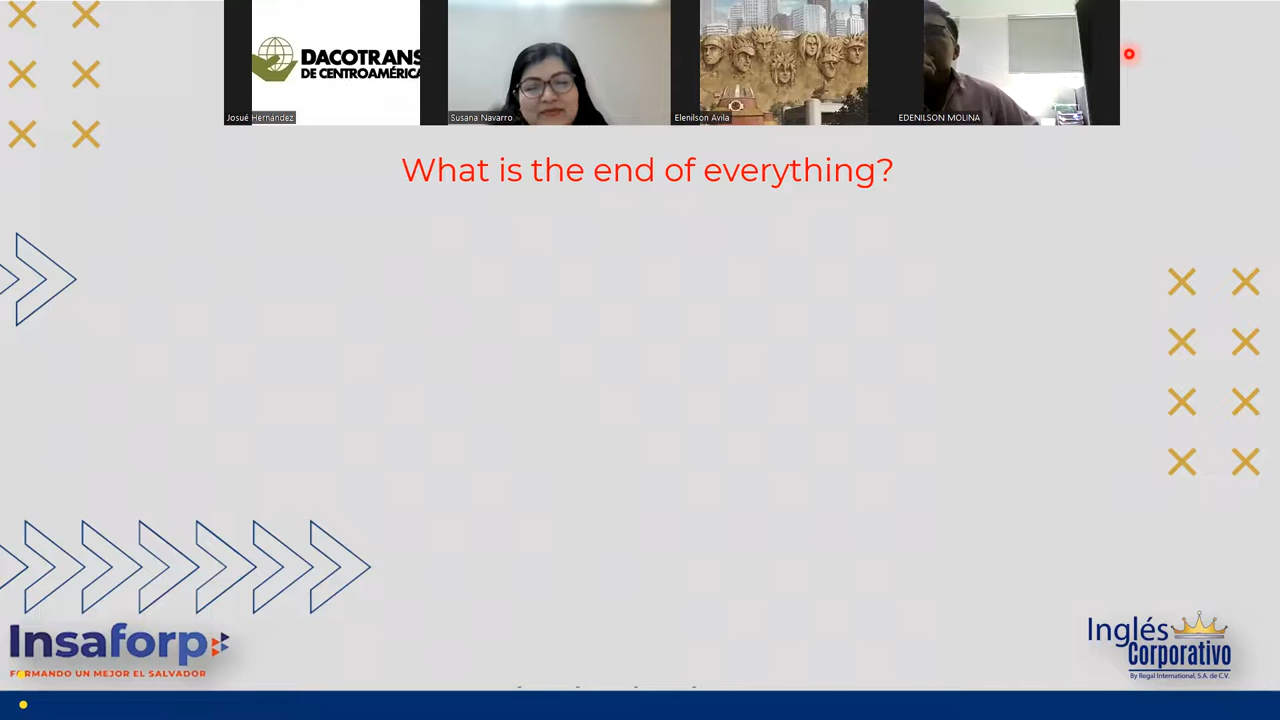 DACOTRANS
DE CENTROAMÉRICA
Josué Hernández
Susana Navarro
Elenilson Avila
EDENILSON MOLINA
What is the end of everything?
Insaforp
FORMANDO UN MEJOR EL SALVADOR
Inglés
Corporativo
By Regal International, S.A. de C.V.